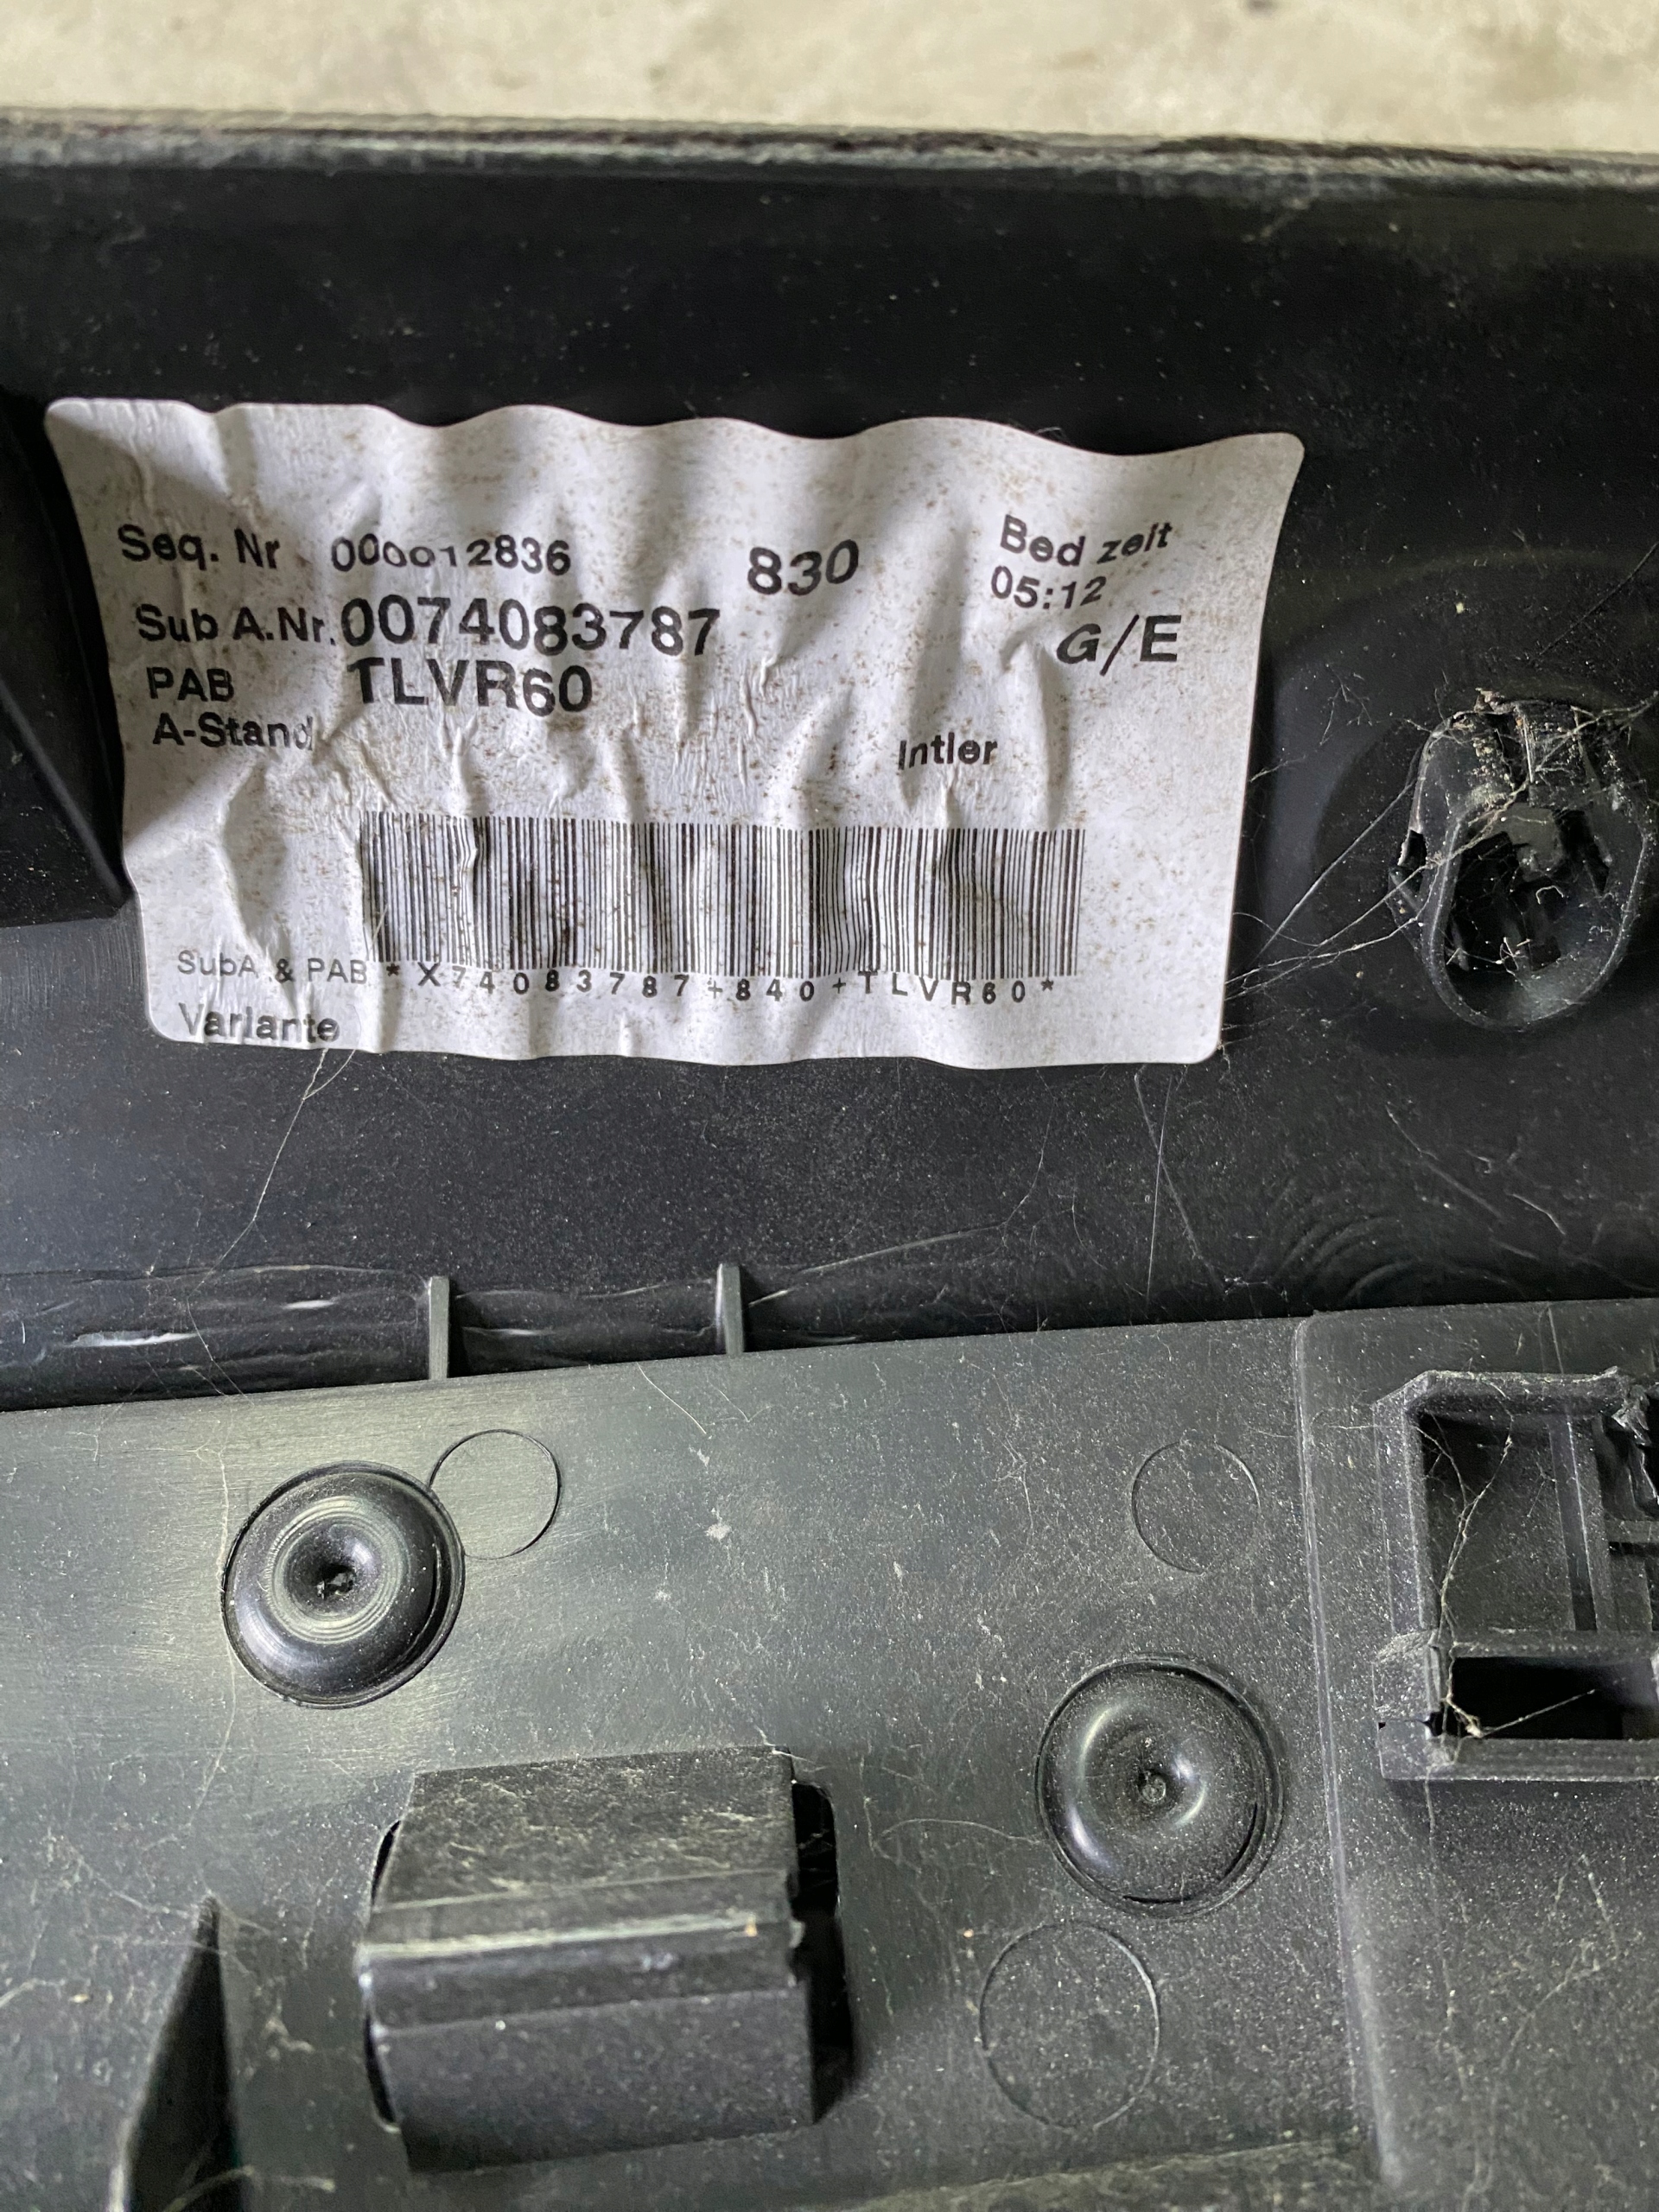 Seq. Nr 000012836 830 Bed zeit
05:12
Sub A.Nr. 0074083787 G/E
PAB TLVR60
A-Stand Intler
SubA & PAB *X74083787+840+TLVR60*
Variante